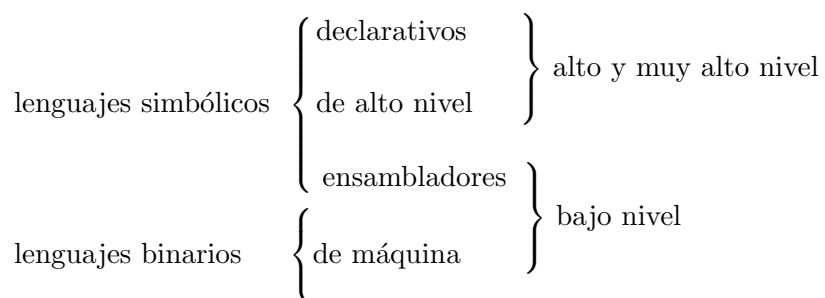 declarativos
alto y muy alto nivel
lenguajes simbólicos
de alto nivel
ensambladores
bajo nivel
lenguajes binarios
de máquina